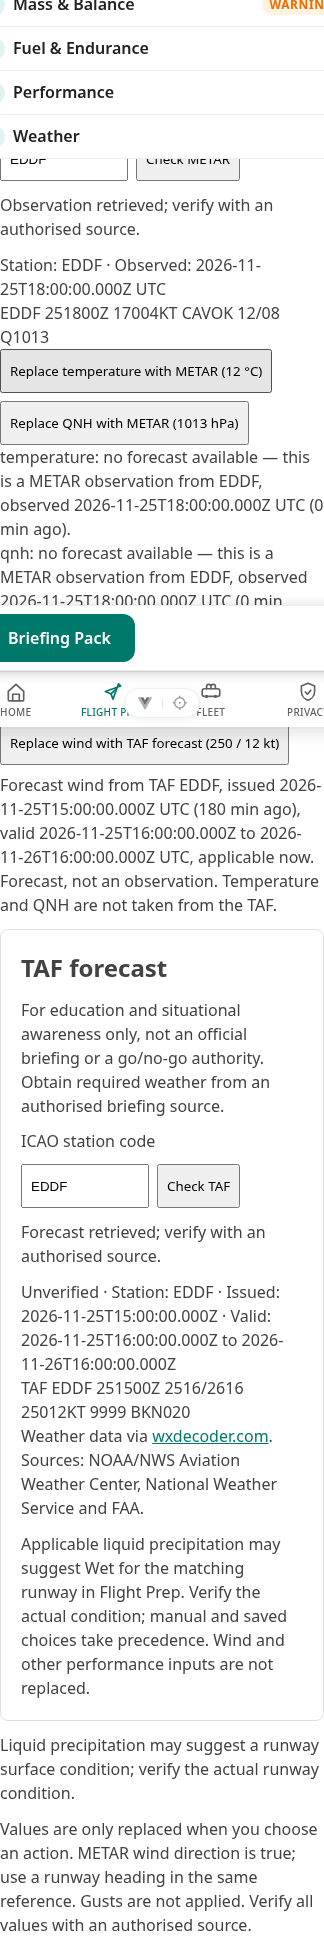 Mass & Balance
WARNIN
Fuel & Endurance
Performance
Weather
EDDF
Check METAR
Observation retrieved; verify with an
authorised source.
Station: EDDF · Observed: 2026-11-
25T18:00:00.000Z UTC
EDDF 251800Z 17004KT CAVOK 12/08
Q1013
Replace temperature with METAR (12 °C)
Replace QNH with METAR (1013 hPa)
temperature: no forecast available — this
is a METAR observation from EDDF,
observed 2026-11-25T18:00:00.000Z UTC (0
min ago).
qnh: no forecast available — this is a
METAR observation from EDDF, observed
2026-11-25T18:00:00.000Z UTC (0 min
Briefing Pack
HOME
FLIGHT P
FLEET
PRIVAC
Replace wind with TAF forecast (250 / 12 kt)
Forecast wind from TAF EDDF, issued 2026-
11-25T15:00:00.000Z UTC (180 min ago),
valid 2026-11-25T16:00:00.000Z UTC to 2026-
11-26T16:00:00.000Z UTC, applicable now.
Forecast, not an observation. Temperature
and QNH are not taken from the TAF.
TAF forecast
For education and situational
awareness only, not an official
briefing or a go/no-go authority.
Obtain required weather from an
authorised briefing source.
ICAO station code
EDDF
Check TAF
Forecast retrieved; verify with an
authorised source.
Unverified · Station: EDDF · Issued:
2026-11-25T15:00:00.000Z · Valid:
2026-11-25T16:00:00.000Z to 2026-
11-26T16:00:00.000Z
TAF EDDF 251500Z 2516/2616
25012KT 9999 BKN020
Weather data via wxdecoder.com.
Sources: NOAA/NWS Aviation
Weather Center, National Weather
Service and FAA.
Applicable liquid precipitation may
suggest Wet for the matching
runway in Flight Prep. Verify the
actual condition; manual and saved
choices take precedence. Wind and
other performance inputs are not
replaced.
Liquid precipitation may suggest a runway
surface condition; verify the actual runway
condition.
Values are only replaced when you choose
an action. METAR wind direction is true;
use a runway heading in the same
reference. Gusts are not applied. Verify all
values with an authorised source.